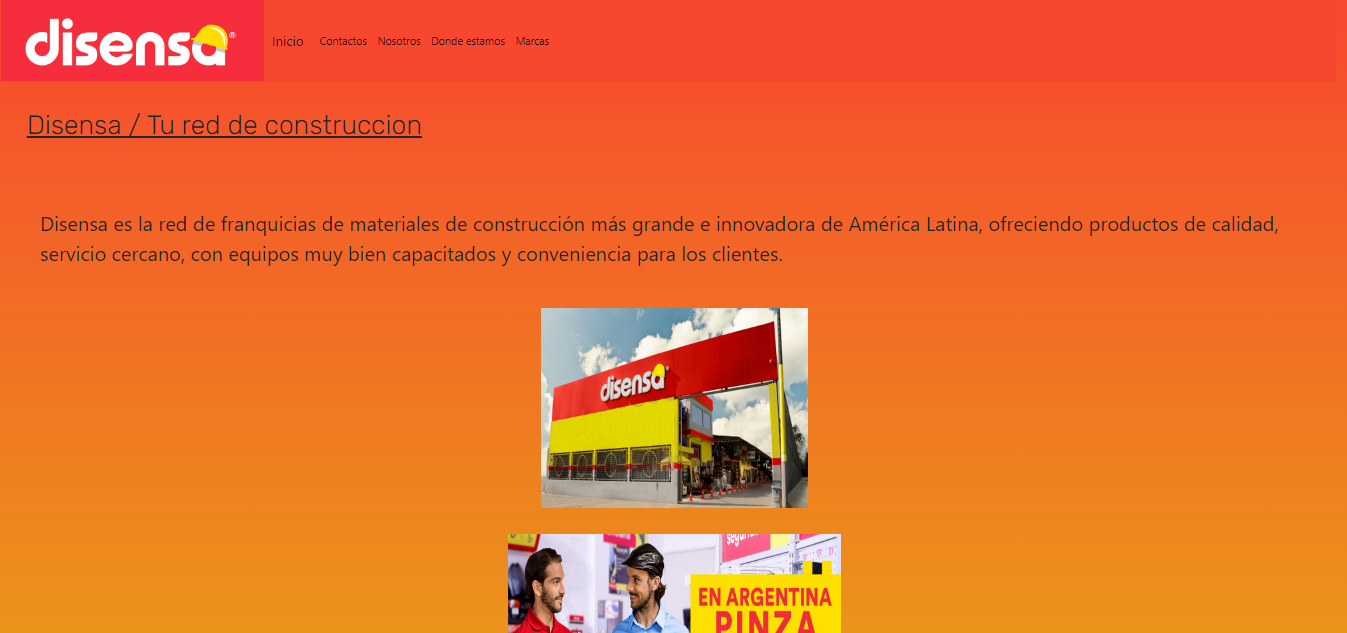 disensa®
Inicio Contactos Nosotros Donde estamos Marcas
Disensa / Tu red de construccion
Disensa es la red de franquicias de materiales de construcción más grande e innovadora de América Latina, ofreciendo productos de calidad,
servicio cercano, con equipos muy bien capacitados y conveniencia para los clientes.
disensa
EN ARGENTINA
PINZA